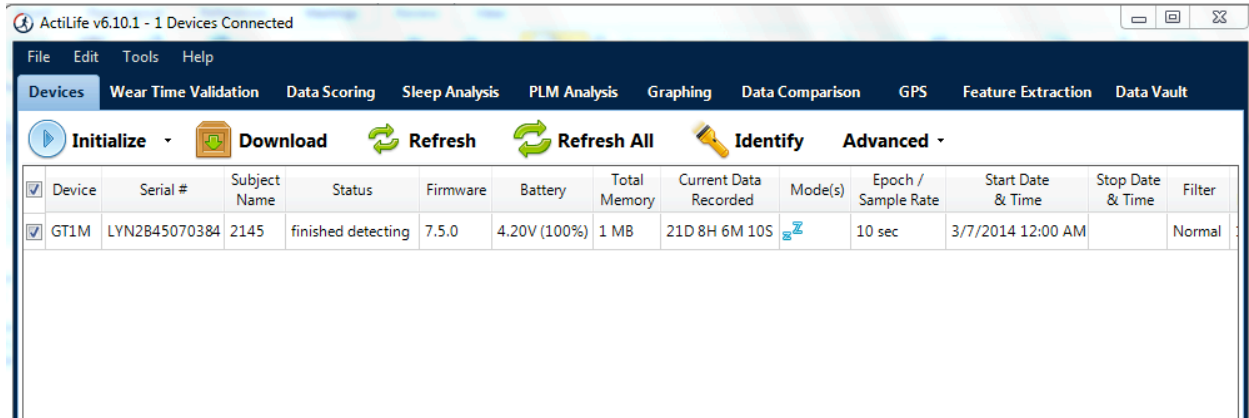 ActiLife v6.10.1 - 1 Devices Connected
File Edit Tools Help
Devices Wear Time Validation Data Scoring Sleep Analysis PLM Analysis Graphing Data Comparison GPS Feature Extraction Data Vault
Initialize Download Refresh Refresh All Identify Advanced
Device Serial # Subject Name Status Firmware Battery Total Memory Current Data Recorded Mode(s) Epoch / Sample Rate Start Date & Time Stop Date & Time Filter
GT1M LYN2B45070384 2145 finished detecting 7.5.0 4.20V (100%) 1 MB 21D 8H 6M 10S zZ 10 sec 3/7/2014 12:00 AM Normal